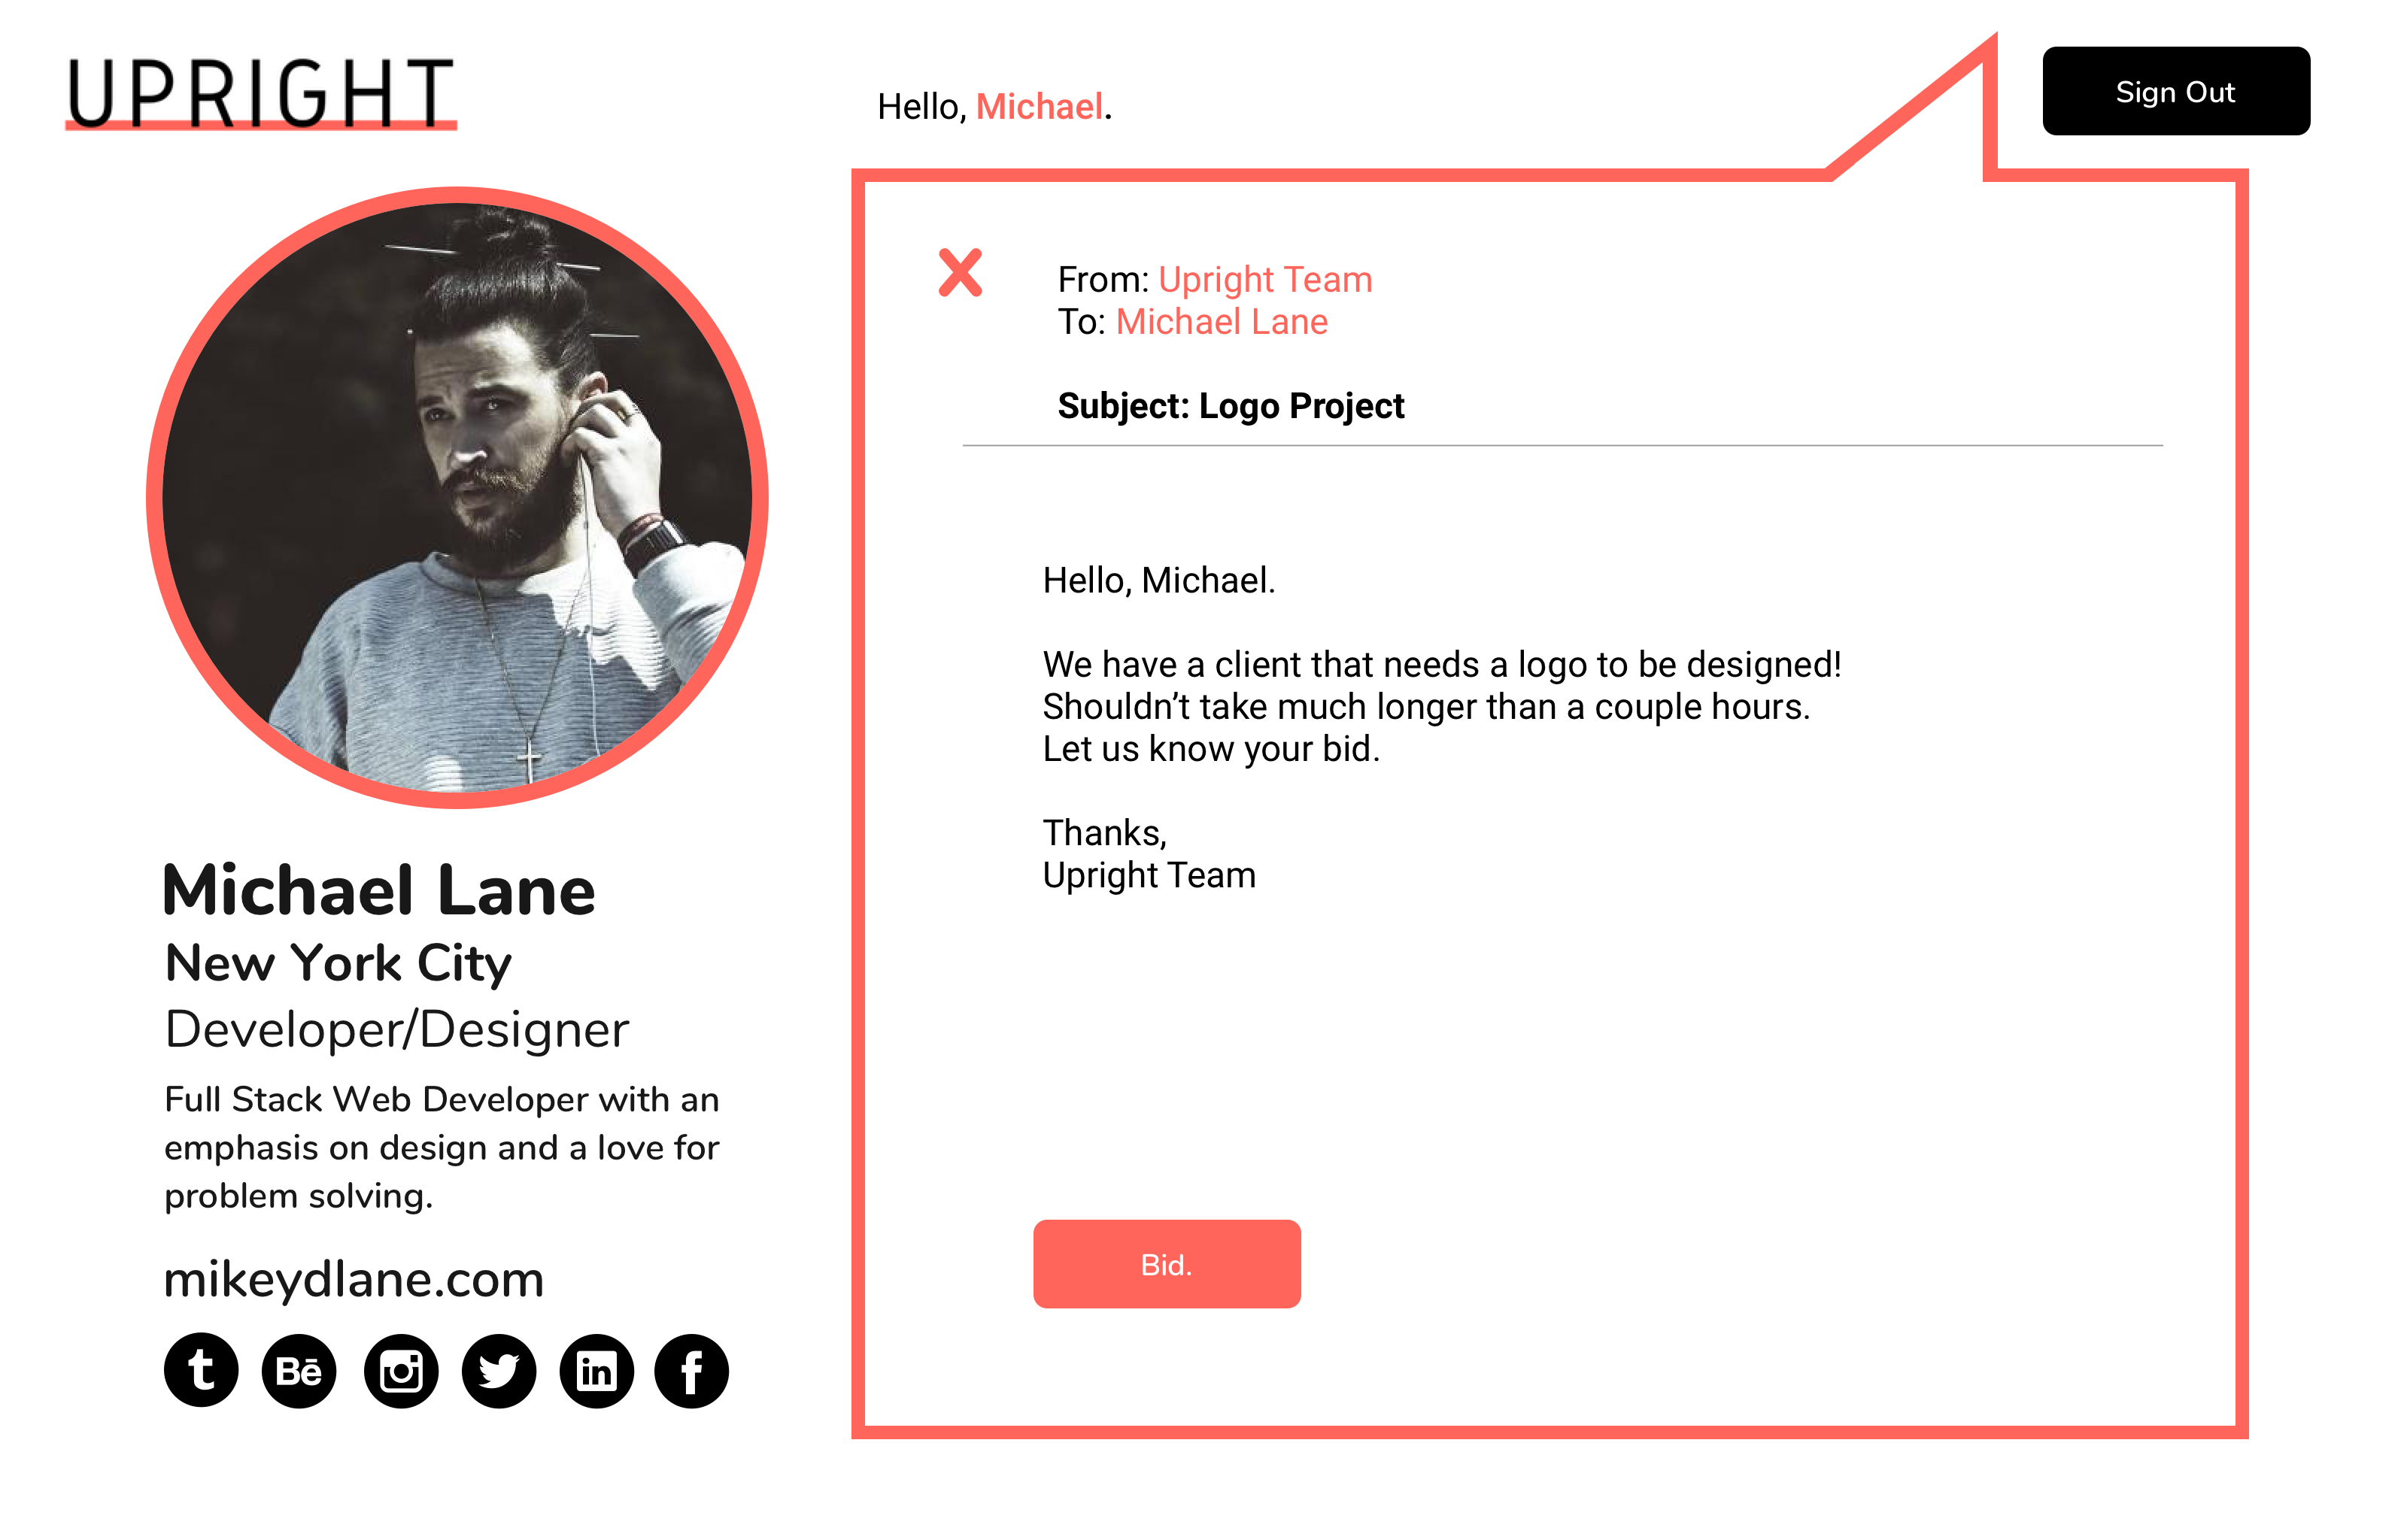 UPRIGHT
Hello, Michael.
Sign Out
Michael Lane
New York City
Developer/Designer
Full Stack Web Developer with an
emphasis on design and a love for
problem solving.
mikeydlane.com
t Bē in f
X
From: Upright Team
To: Michael Lane
Subject: Logo Project
Hello, Michael.
We have a client that needs a logo to be designed!
Shouldn’t take much longer than a couple hours.
Let us know your bid.
Thanks,
Upright Team
Bid.